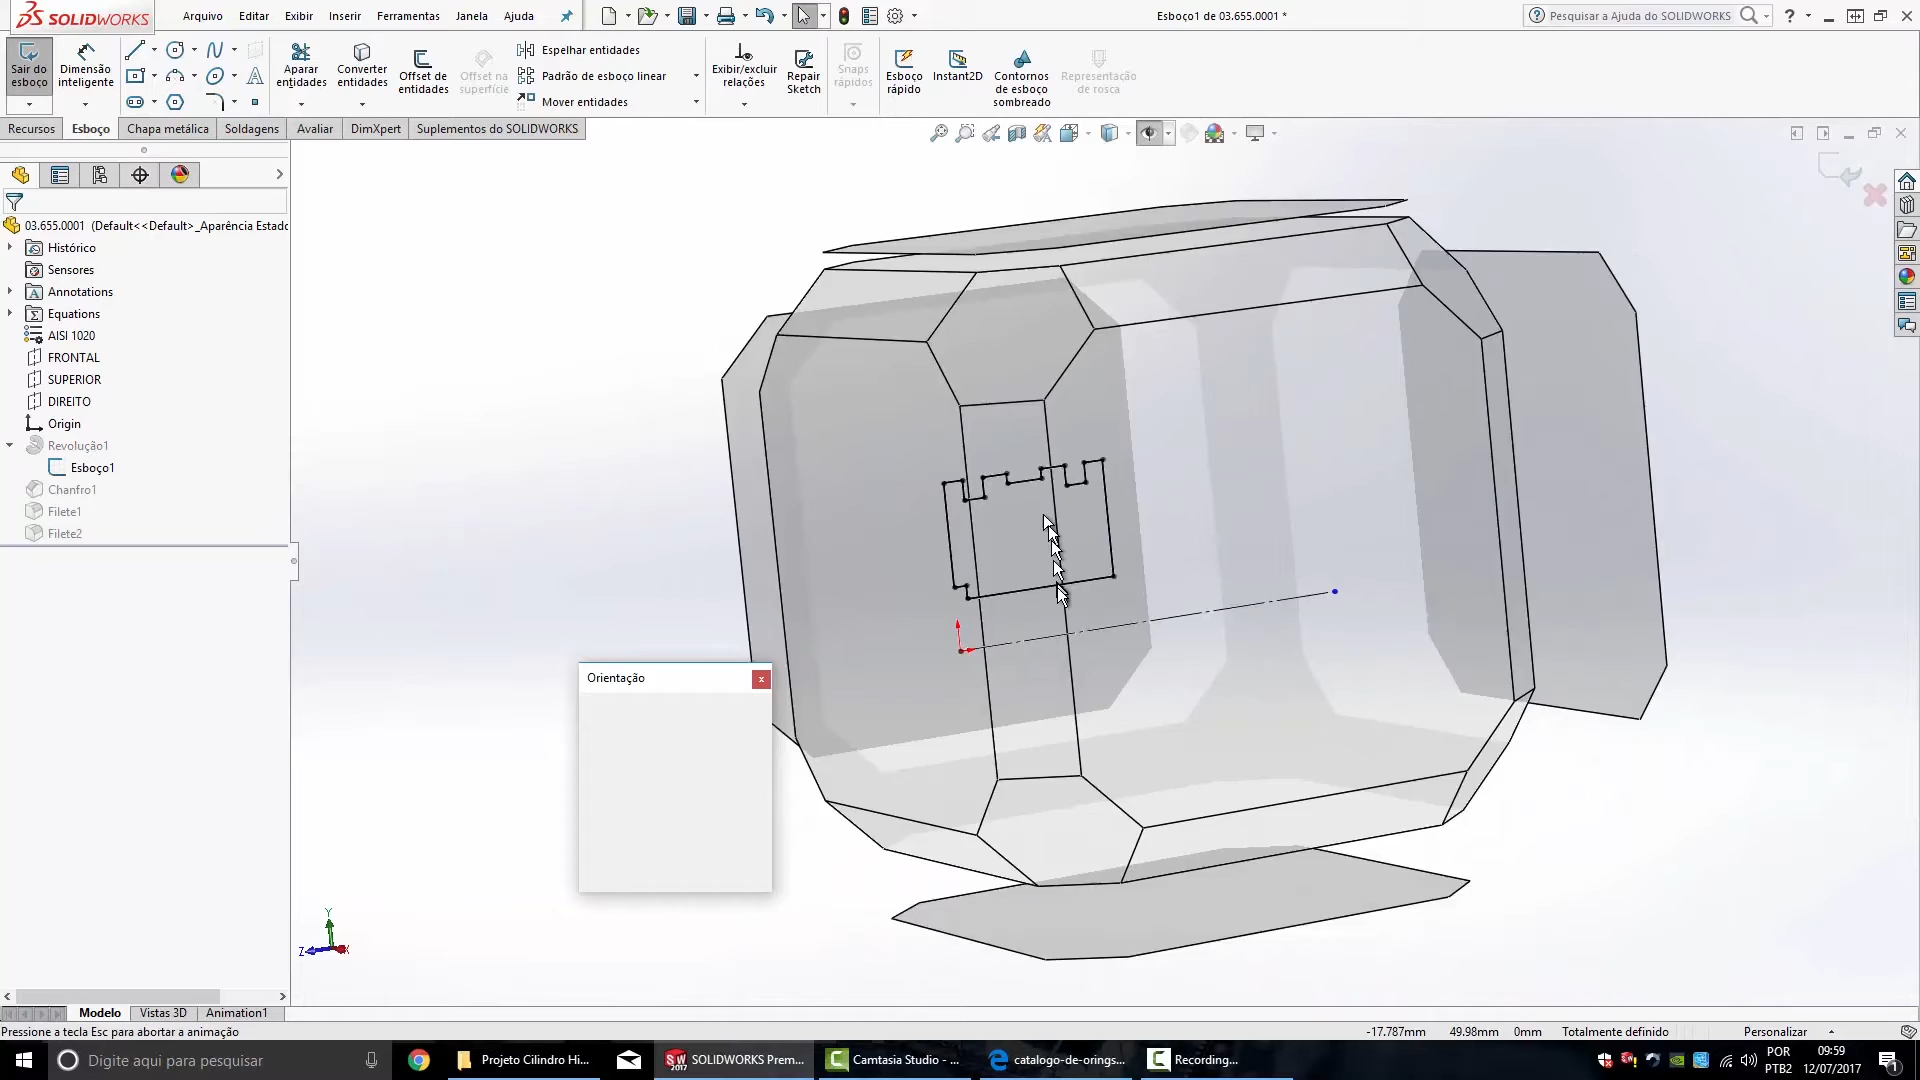 SOLIDWORKS
Arquivo Editar Exibir Inserir Ferramentas Janela Ajuda
Esboço1 de 03.655.0001 *
Pesquisar a Ajuda do SOLIDWORKS
Sair do esboço
Dimensão inteligente
Aparar entidades
Converter entidades
Offset de entidades
Offset na superfície
Espelhar entidades
Padrão de esboço linear
Mover entidades
Exibir/excluir relações
Repair Sketch
Snaps rápidos
Esboço rápido
Instant2D
Contornos de esboço sombreado
Representação de rosca
Recursos Esboço Chapa metálica Soldagens Avaliar DimXpert Suplementos do SOLIDWORKS
03.655.0001 (Default<<Default>_Aparência Estado
Histórico
Sensores
Annotations
Equations
AISI 1020
FRONTAL
SUPERIOR
DIREITO
Origin
Revolução1
Esboço1
Chanfro1
Filete1
Filete2
Orientação
Y
Z
X
Modelo Vistas 3D Animation1
Pressione a tecla Esc para abortar a animação
-17.787mm 49.98mm 0mm Totalmente definido Personalizar
Digite aqui para pesquisar
Projeto Cilindro Hi...
SW 2017
SOLIDWORKS Prem...
Camtasia Studio - ...
catalogo-de-orings...
Recording...
POR
PTB2
09:59
12/07/2017
1